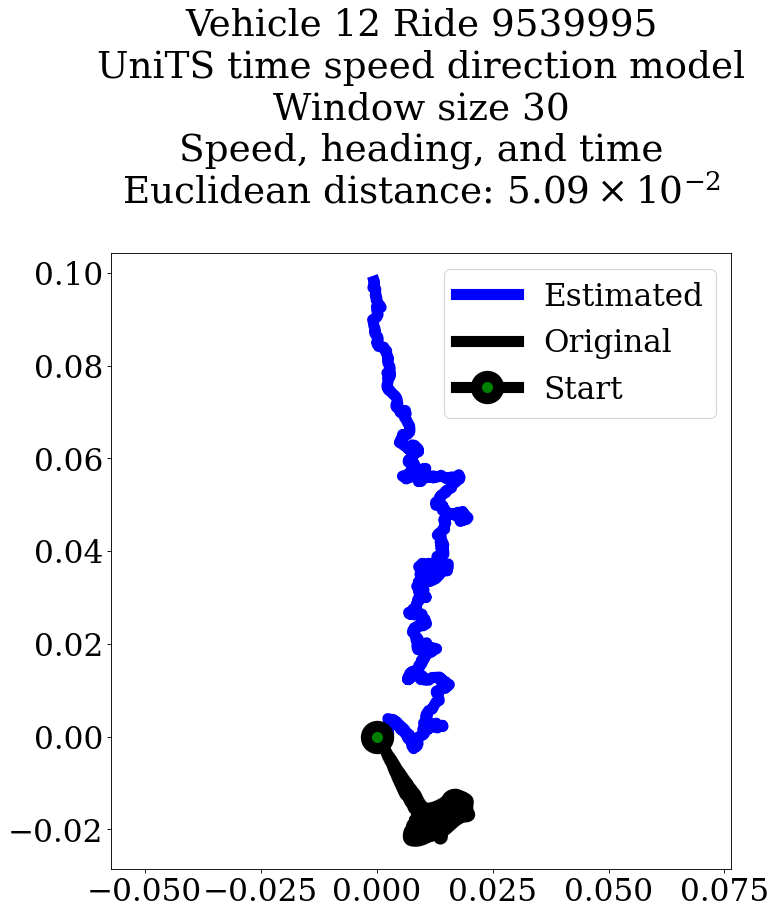 Vehicle 12 Ride 9539995
UniTS time speed direction model
Window size 30
Speed, heading, and time
Euclidean distance: 5.09 × 10⁻²
0.10
0.08
0.06
0.04
0.02
0.00
−0.02
Estimated
Original
Start
−0.050
−0.025
0.000
0.025
0.050
0.075